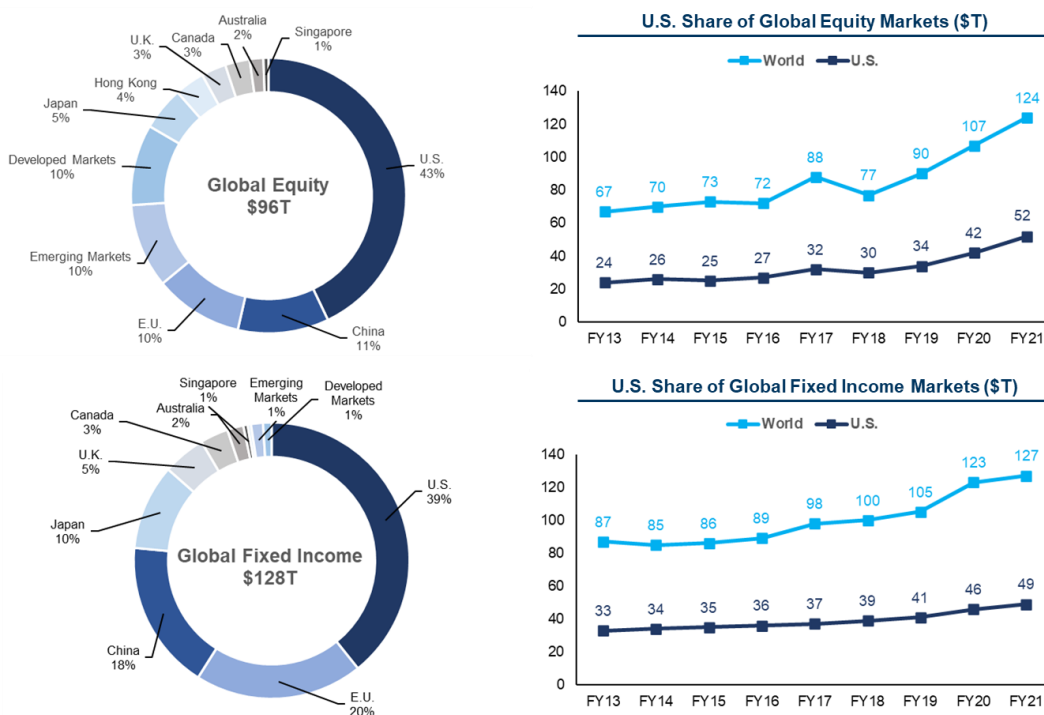 Australia
2%
Singapore
1%
Canada
3%
U.K.
3%
Hong Kong
4%
Japan
5%
Developed Markets
10%
Emerging Markets
10%
E.U.
10%
China
11%
U.S.
43%
Global Equity
$96T
U.S. Share of Global Equity Markets ($T)
World
U.S.
140
120
100
80
60
40
20
0
67
70
73
72
88
77
90
107
124
24
26
25
27
32
30
34
42
52
FY13
FY14
FY15
FY16
FY17
FY18
FY19
FY20
FY21
Singapore
1%
Emerging
Markets
1%
Developed
Markets
1%
Australia
2%
Canada
3%
U.K.
5%
Japan
10%
China
18%
E.U.
20%
U.S.
39%
Global Fixed Income
$128T
U.S. Share of Global Fixed Income Markets ($T)
World
U.S.
140
120
100
80
60
40
20
0
87
85
86
89
98
100
105
123
127
33
34
35
36
37
39
41
46
49
FY13
FY14
FY15
FY16
FY17
FY18
FY19
FY20
FY21